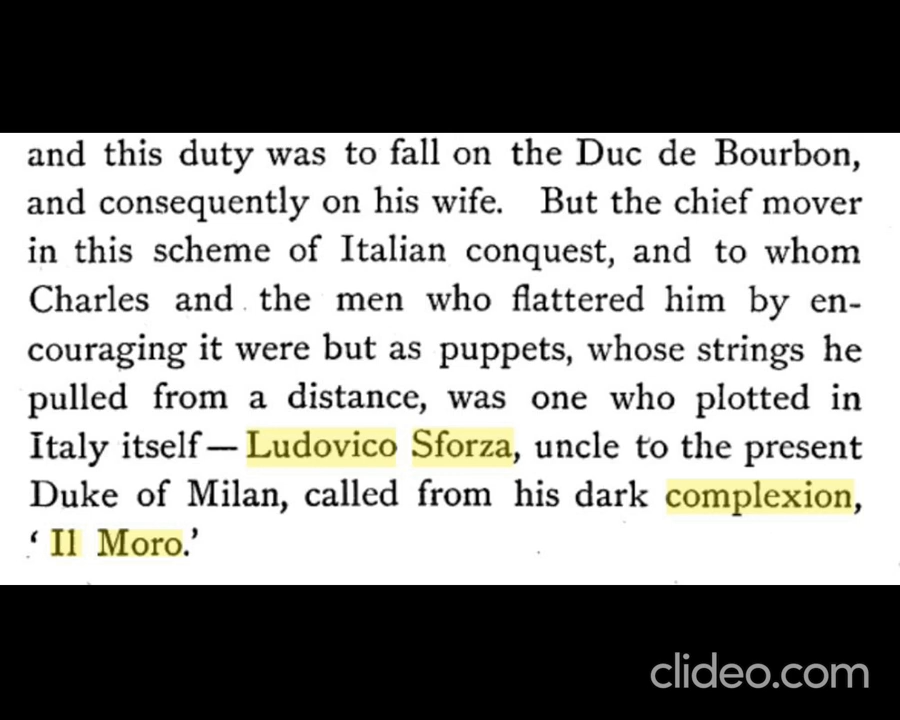 and this duty was to fall on the Duc de Bourbon,
and consequently on his wife. But the chief mover
in this scheme of Italian conquest, and to whom
Charles and the men who flattered him by en-
couraging it were but as puppets, whose strings he
pulled from a distance, was one who plotted in
Italy itself—Ludovico Sforza, uncle to the present
Duke of Milan, called from his dark complexion,
‘ Il Moro.’
clideo.com